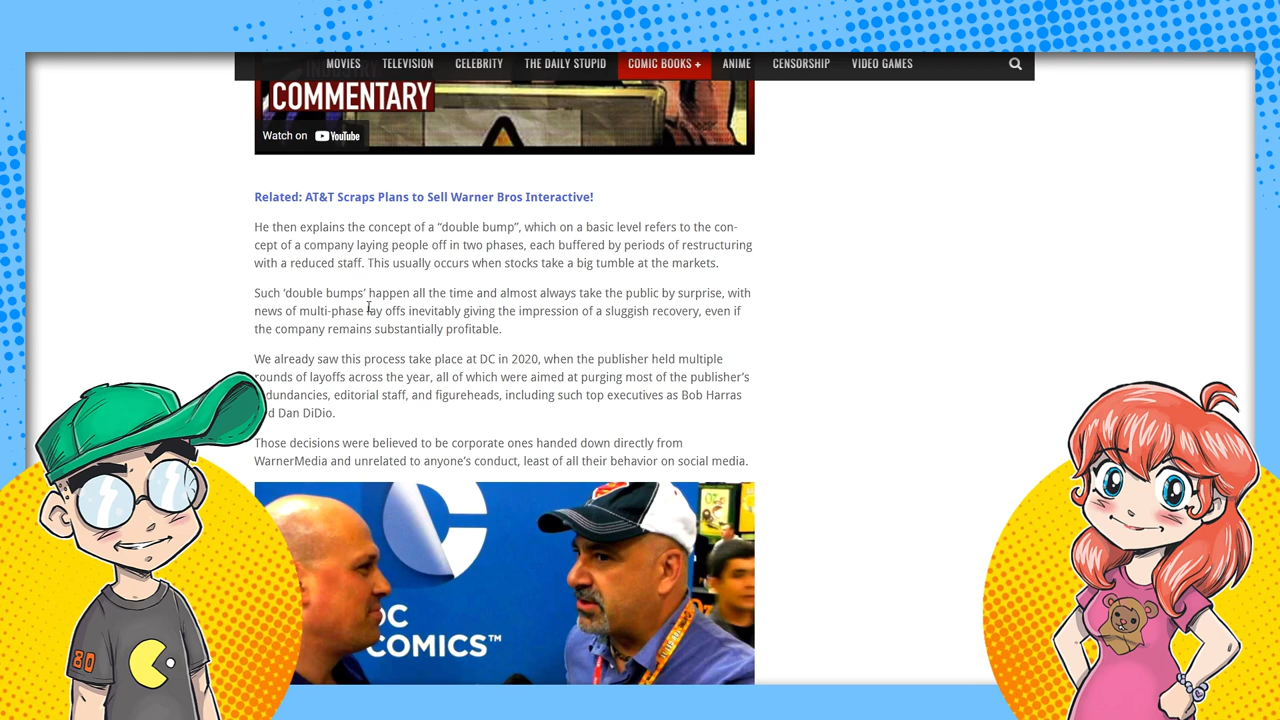 MOVIES TELEVISION CELEBRITY THE DAILY STUPID COMIC BOOKS + ANIME CENSORSHIP VIDEO GAMES
INDUSTRY
COMMENTARY
Watch on YouTube
Related: AT&T Scraps Plans to Sell Warner Bros Interactive!
He then explains the concept of a “double bump”, which on a basic level refers to the con-
cept of a company laying people off in two phases, each buffered by periods of restructuring
with a reduced staff. This usually occurs when stocks take a big tumble at the markets.
Such ‘double bumps’ happen all the time and almost always take the public by surprise, with
news of multi-phase lay offs inevitably giving the impression of a sluggish recovery, even if
the company remains substantially profitable.
We already saw this process take place at DC in 2020, when the publisher held multiple
rounds of layoffs across the year, all of which were aimed at purging most of the publisher’s
redundancies, editorial staff, and figureheads, including such top executives as Bob Harras
and Dan DiDio.
Those decisions were believed to be corporate ones handed down directly from
WarnerMedia and unrelated to anyone’s conduct, least of all their behavior on social media.
DC
COMICS™
80